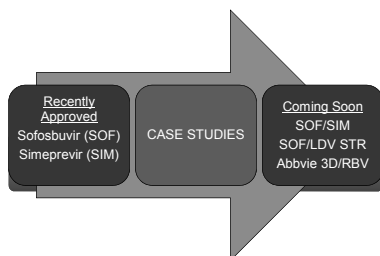 Recently
Approved
Sofosbuvir (SOF)
Simeprevir (SIM)
CASE STUDIES
Coming Soon
SOF/SIM
SOF/LDV STR
Abbvie 3D/RBV